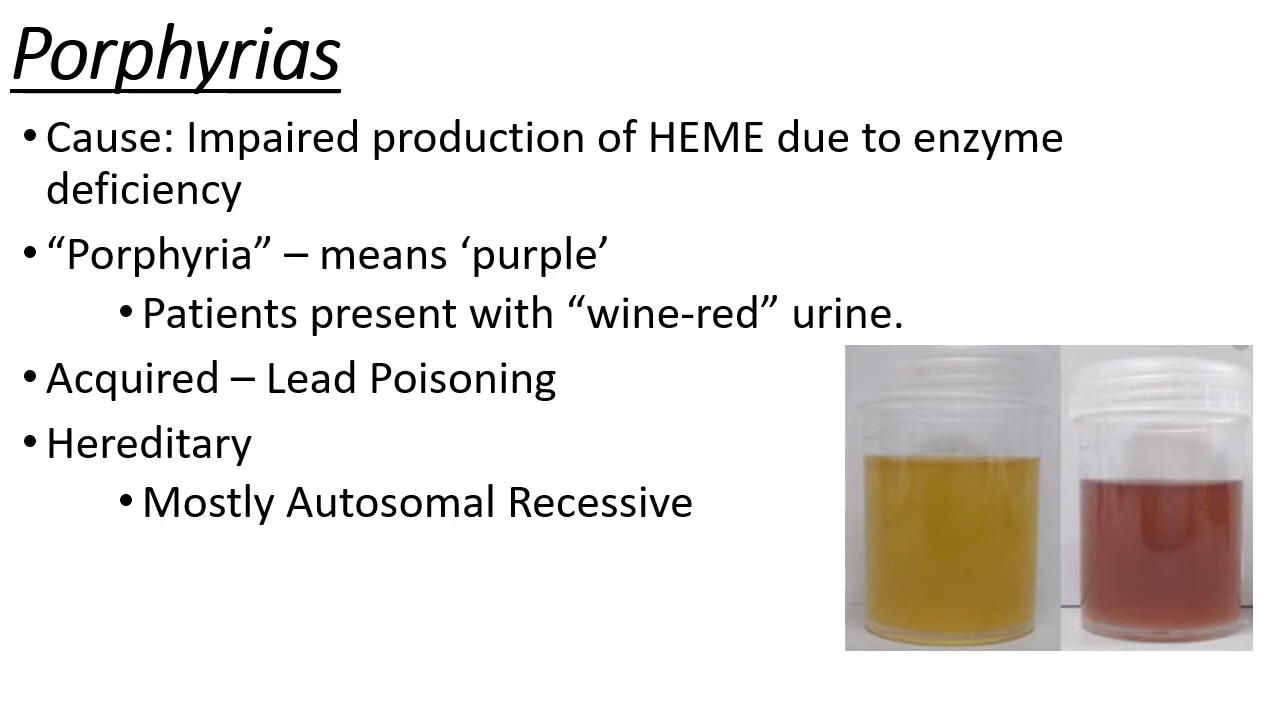 Porphyrias
• Cause: Impaired production of HEME due to enzyme
deficiency
• “Porphyria” – means ‘purple’
• Patients present with “wine-red” urine.
• Acquired – Lead Poisoning
• Hereditary
• Mostly Autosomal Recessive